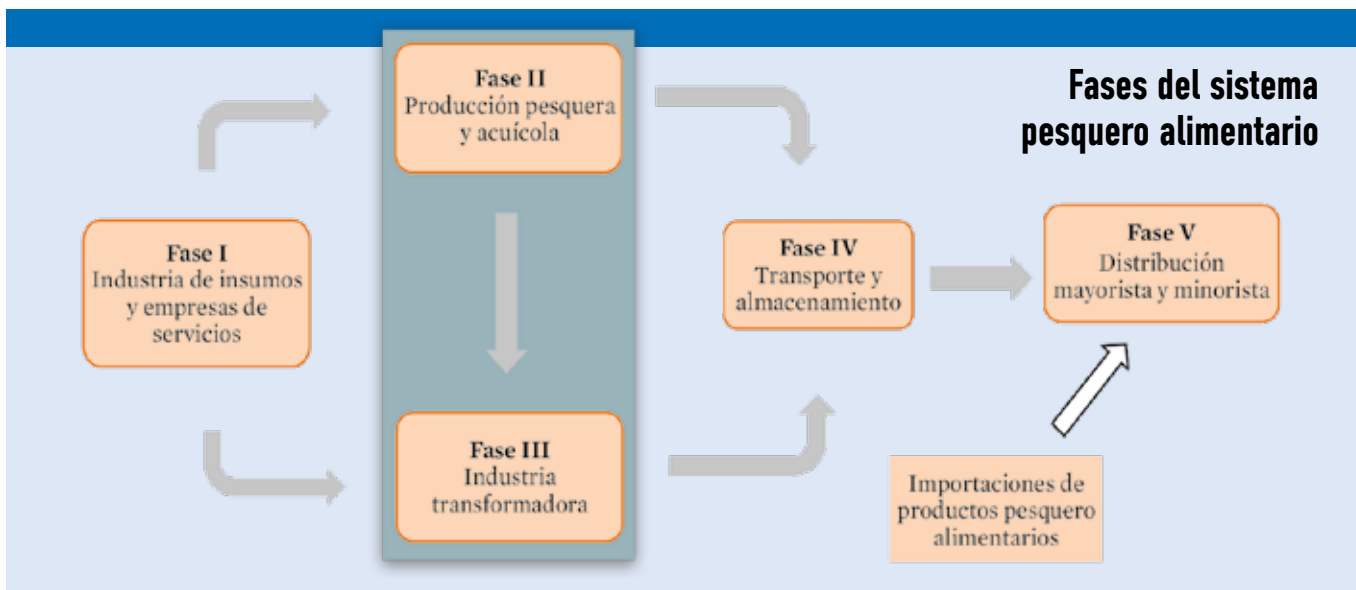 Fases del sistema
pesquero alimentario
Fase I
Industria de insumos
y empresas de
servicios
Fase II
Producción pesquera
y acuícola
Fase III
Industria
transformadora
Fase IV
Transporte y
almacenamiento
Fase V
Distribución
mayorista y minorista
Importaciones de
productos pesquero
alimentarios